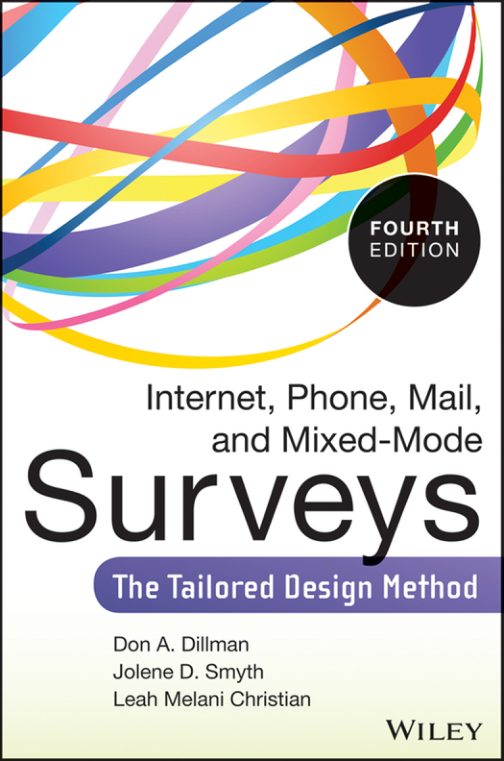 FOURTH
EDITION
Internet, Phone, Mail,
and Mixed-Mode
Surveys
The Tailored Design Method
Don A. Dillman
Jolene D. Smyth
Leah Melani Christian
WILEY